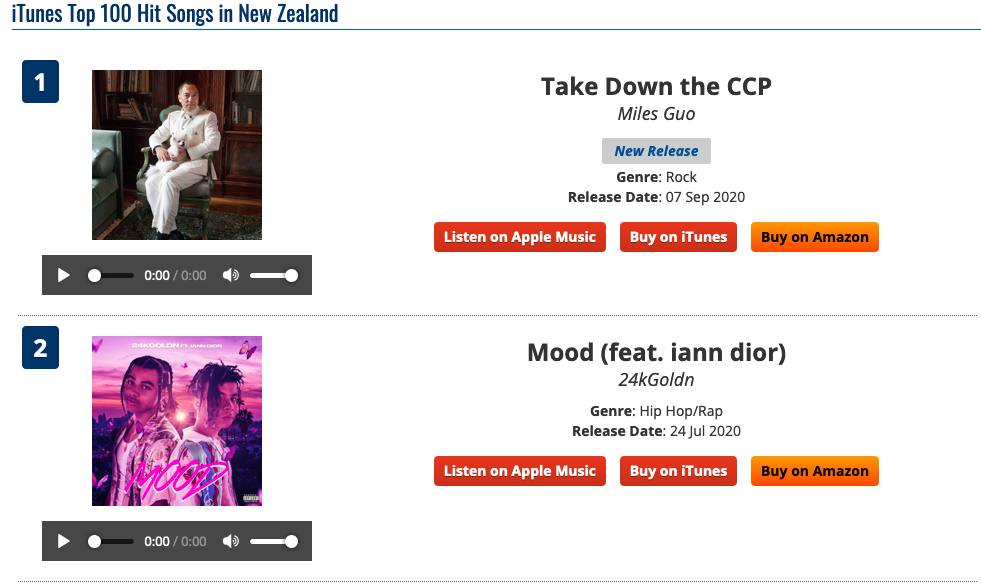 iTunes Top 100 Hit Songs in New Zealand
1
Take Down the CCP
Miles Guo
New Release
Genre: Rock
Release Date: 07 Sep 2020
Listen on Apple Music
Buy on iTunes
Buy on Amazon
0:00 / 0:00
2
24KGOLDN FT. IANN DIOR
MOOD
Mood (feat. iann dior)
24kGoldn
Genre: Hip Hop/Rap
Release Date: 24 Jul 2020
Listen on Apple Music
Buy on iTunes
Buy on Amazon
0:00 / 0:00